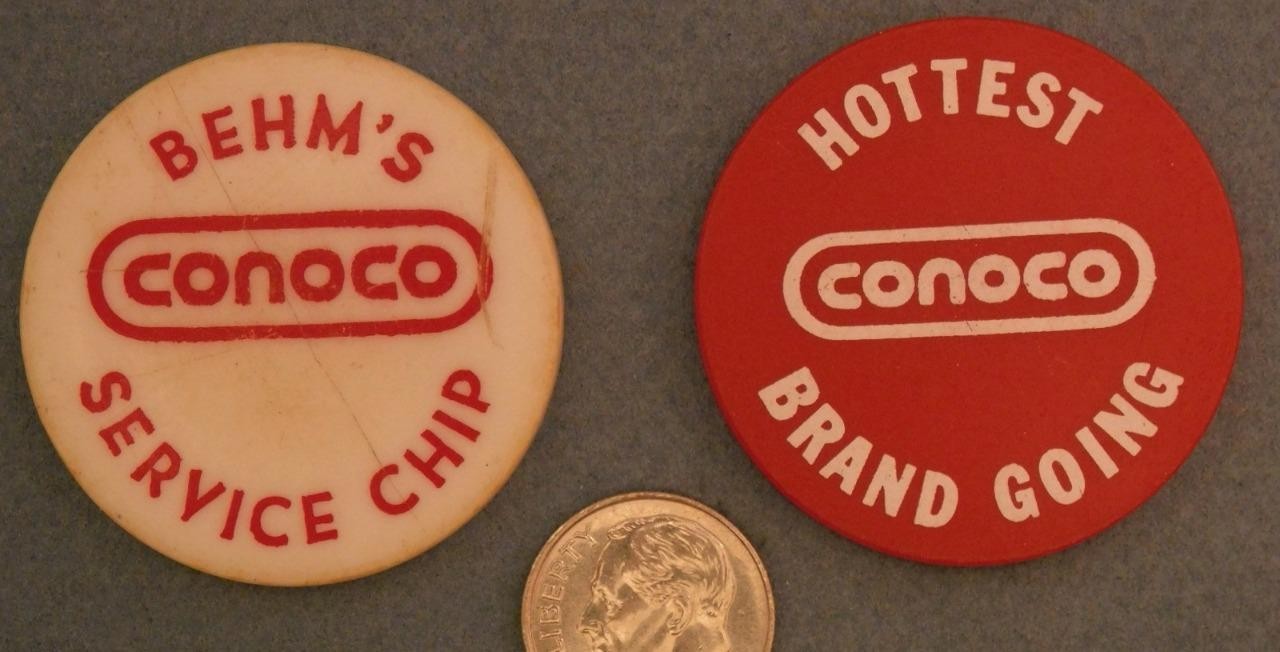 BEHM'S
CONOCO
SERVICE CHIP
HOTTEST
CONOCO
BRAND GOING
LIBERTY